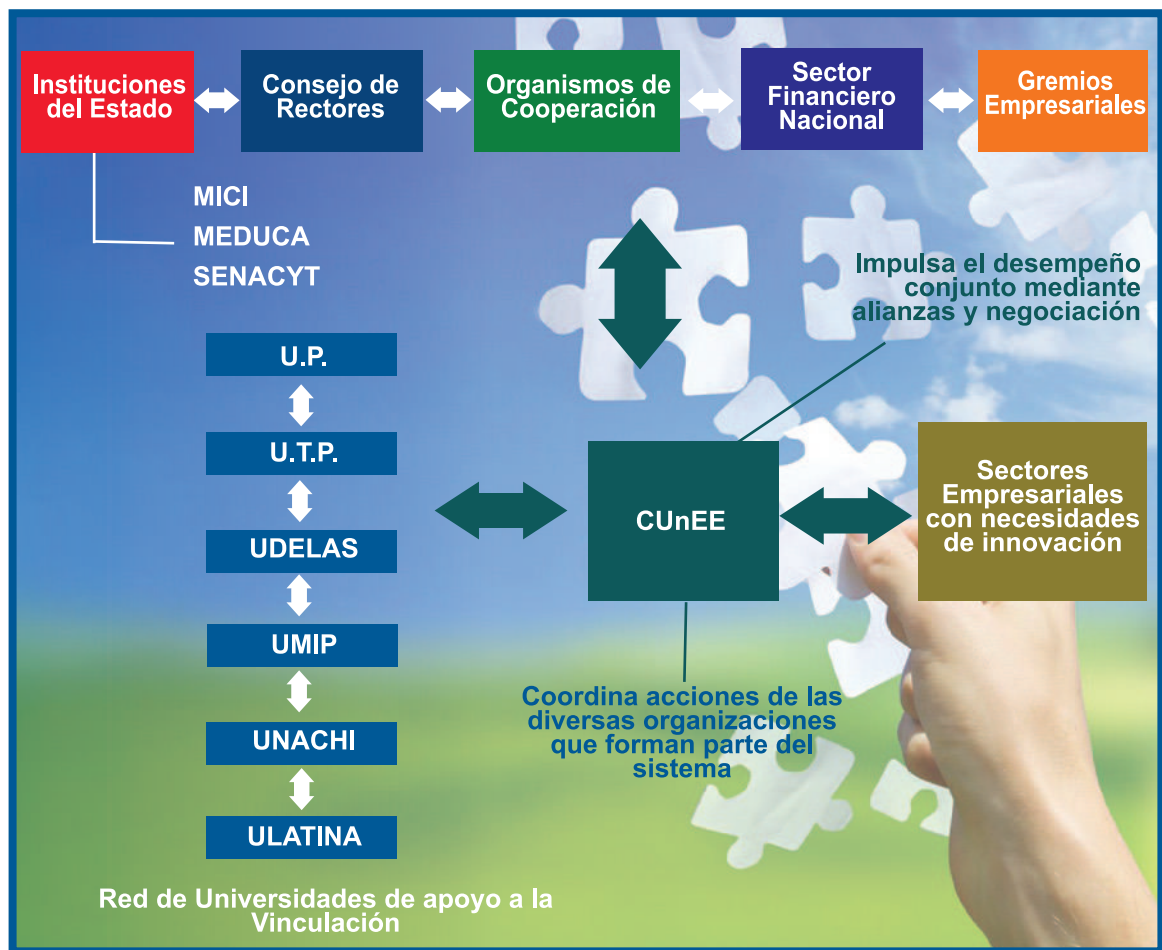 Instituciones
del Estado
Consejo de
Rectores
Organismos de
Cooperación
Sector
Financiero
Nacional
Gremios
Empresariales
MICI
MEDUCA
SENACYT
Impulsa el desempeño
conjunto mediante
alianzas y negociación
U.P.
U.T.P.
UDELAS
UMIP
UNACHI
ULATINA
Red de Universidades de apoyo a la
Vinculación
CUnEE
Sectores
Empresariales
con necesidades
de innovación
Coordina acciones de las
diversas organizaciones
que forman parte del
sistema